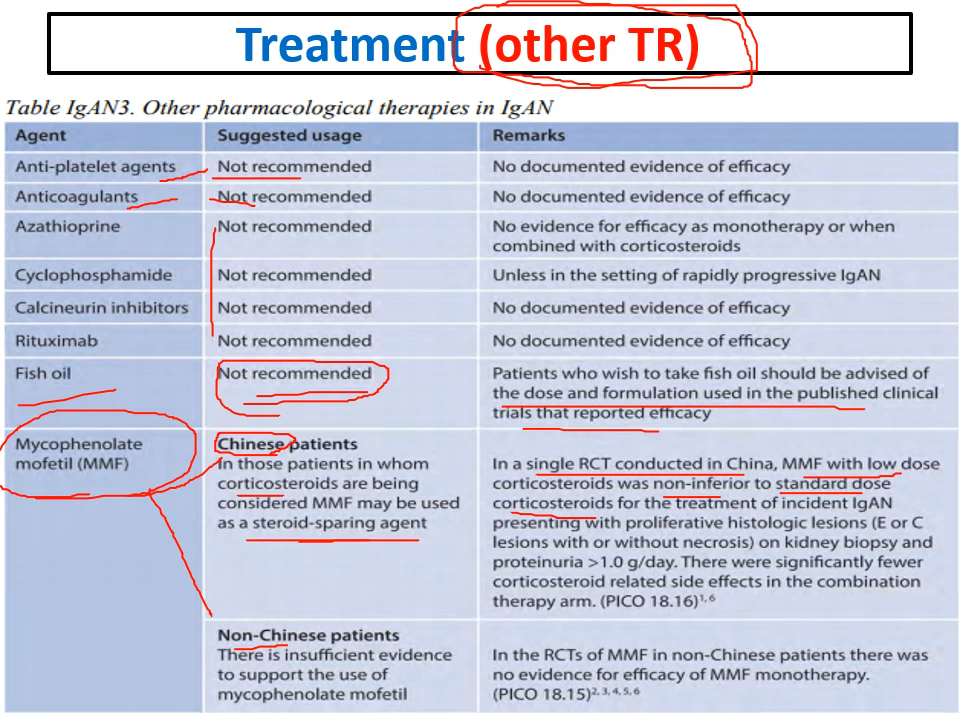 Treatment (other TR)
Table IgAN3. Other pharmacological therapies in IgAN
Agent Suggested usage Remarks
Anti-platelet agents Not recommended No documented evidence of efficacy
Anticoagulants Not recommended No documented evidence of efficacy
Azathioprine Not recommended No evidence for efficacy as monotherapy or when
combined with corticosteroids
Cyclophosphamide Not recommended Unless in the setting of rapidly progressive IgAN
Calcineurin inhibitors Not recommended No documented evidence of efficacy
Rituximab Not recommended No documented evidence of efficacy
Fish oil Not recommended Patients who wish to take fish oil should be advised of
the dose and formulation used in the published clinical
trials that reported efficacy
Mycophenolate
mofetil (MMF)
Chinese patients
In those patients in whom
corticosteroids are being
considered MMF may be used
as a steroid-sparing agent
In a single RCT conducted in China, MMF with low dose
corticosteroids was non-inferior to standard dose
corticosteroids for the treatment of incident IgAN
presenting with proliferative histologic lesions (E or C
lesions with or without necrosis) on kidney biopsy and
proteinuria >1.0 g/day. There were significantly fewer
corticosteroid related side effects in the combination
therapy arm. (PICO 18.16)1, 6
Non-Chinese patients
There is insufficient evidence
to support the use of
mycophenolate mofetil
In the RCTs of MMF in non-Chinese patients there was
no evidence for efficacy of MMF monotherapy.
(PICO 18.15)2, 3, 4, 5, 6